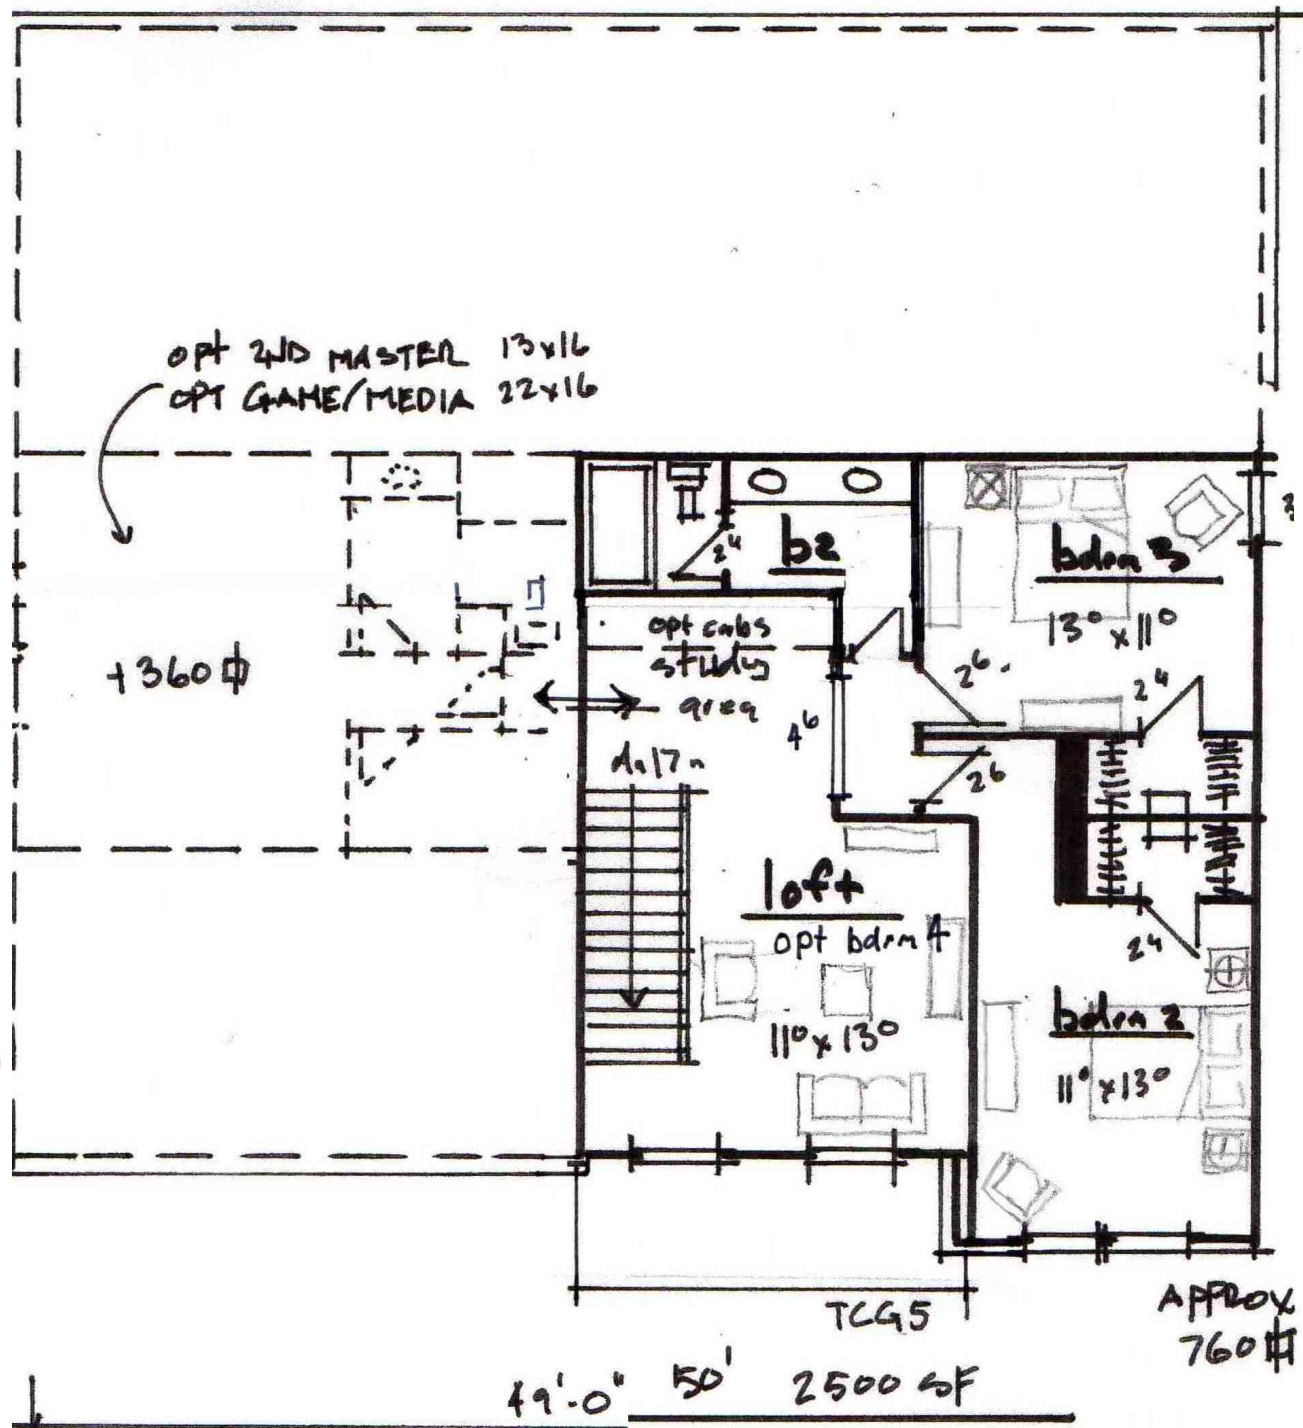 opt 2ND MASTER 13x16
OPT GAME/MEDIA 22x16
b2
2⁴
bdrm 3
13⁰ x 11⁰
opt cabs
study
area
+360
2⁶
2⁴
4⁶
dn 17r
2⁶
loft
opt bdrm 4
11⁰ x 13⁰
2⁴
bdrm 2
11⁰ x 13⁰
TCG5
APPROX
760
49'-0" 50' 2500 SF